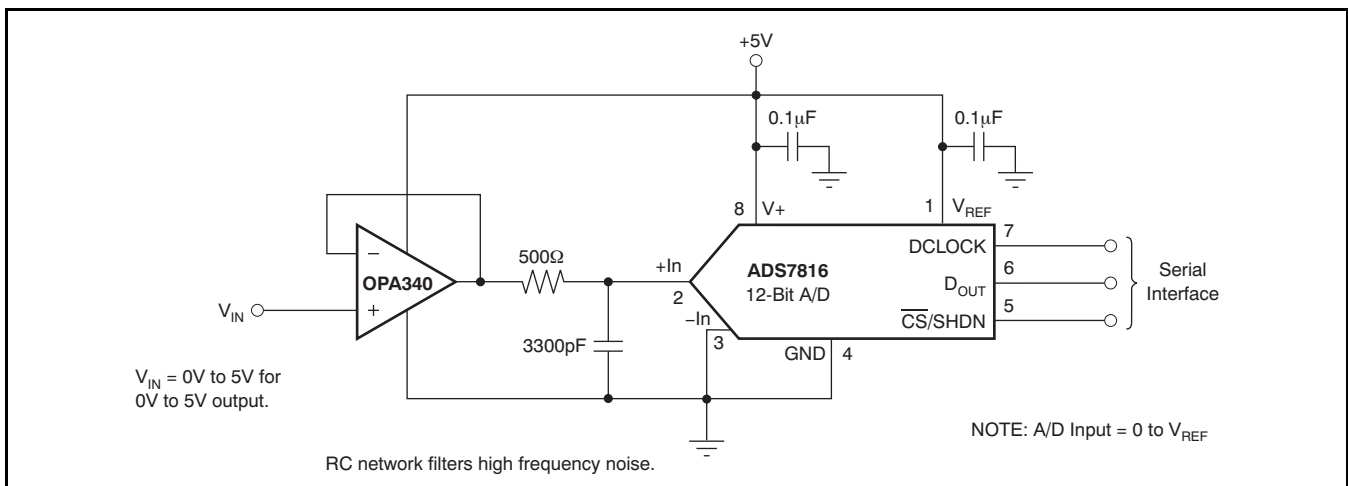 +5V
0.1μF
0.1μF
8 V+
1 VREF
500Ω
+In
2
−In
3
OPA340
−
+
VIN
3300pF
ADS7816
12-Bit A/D
DCLOCK 7
DOUT 6
CS/SHDN 5
GND 4
Serial
Interface
VIN = 0V to 5V for
0V to 5V output.
NOTE: A/D Input = 0 to VREF
RC network filters high frequency noise.